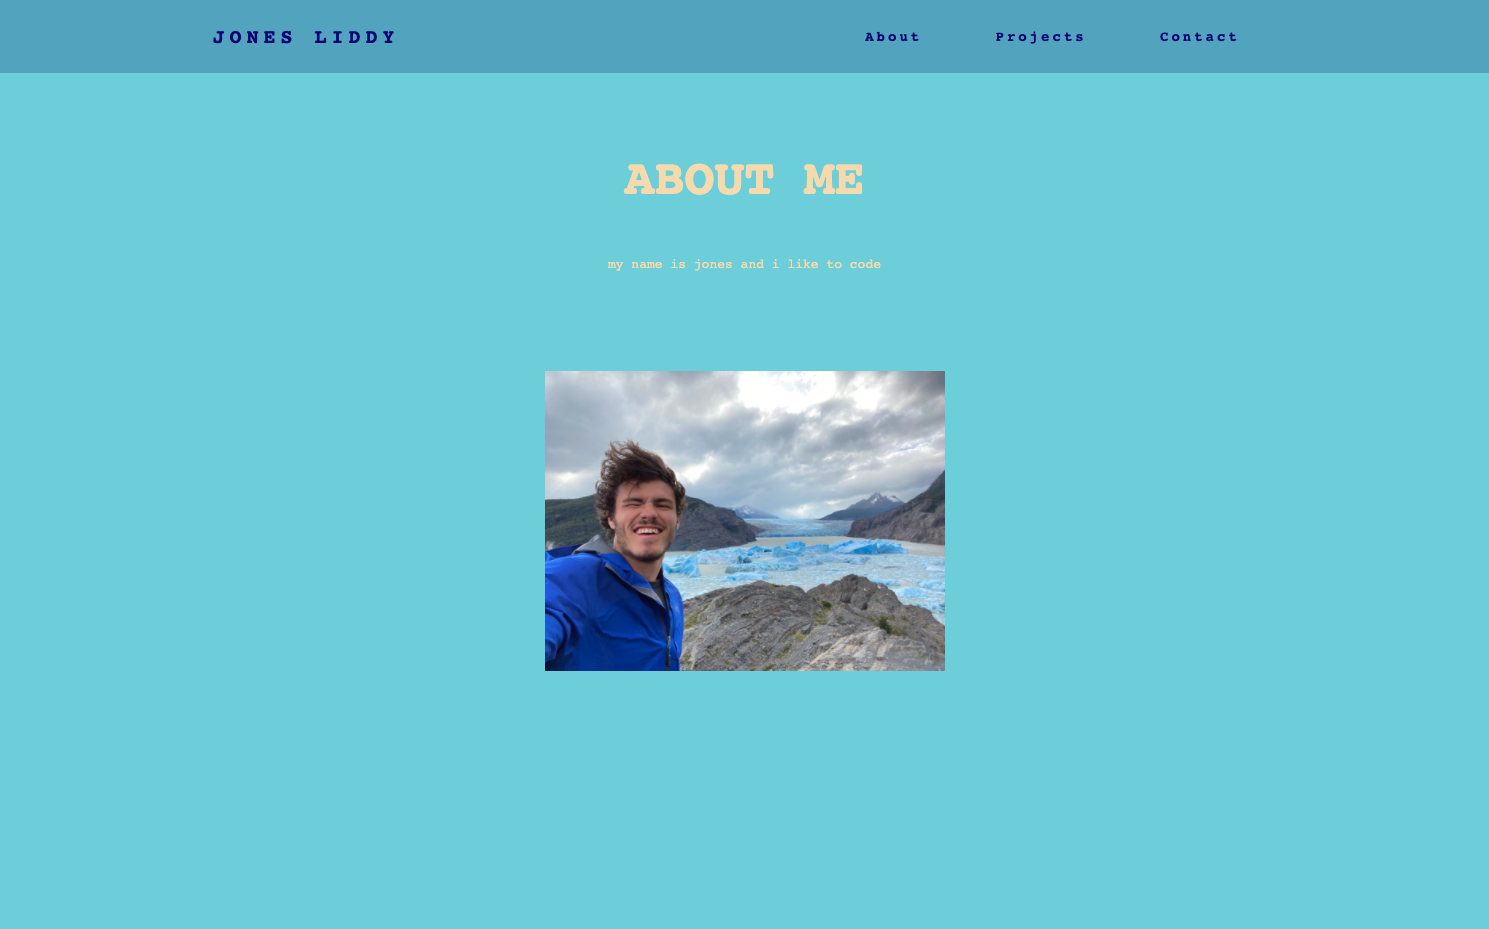 JONES LIDDY
About
Projects
Contact
ABOUT ME
my name is jones and i like to code